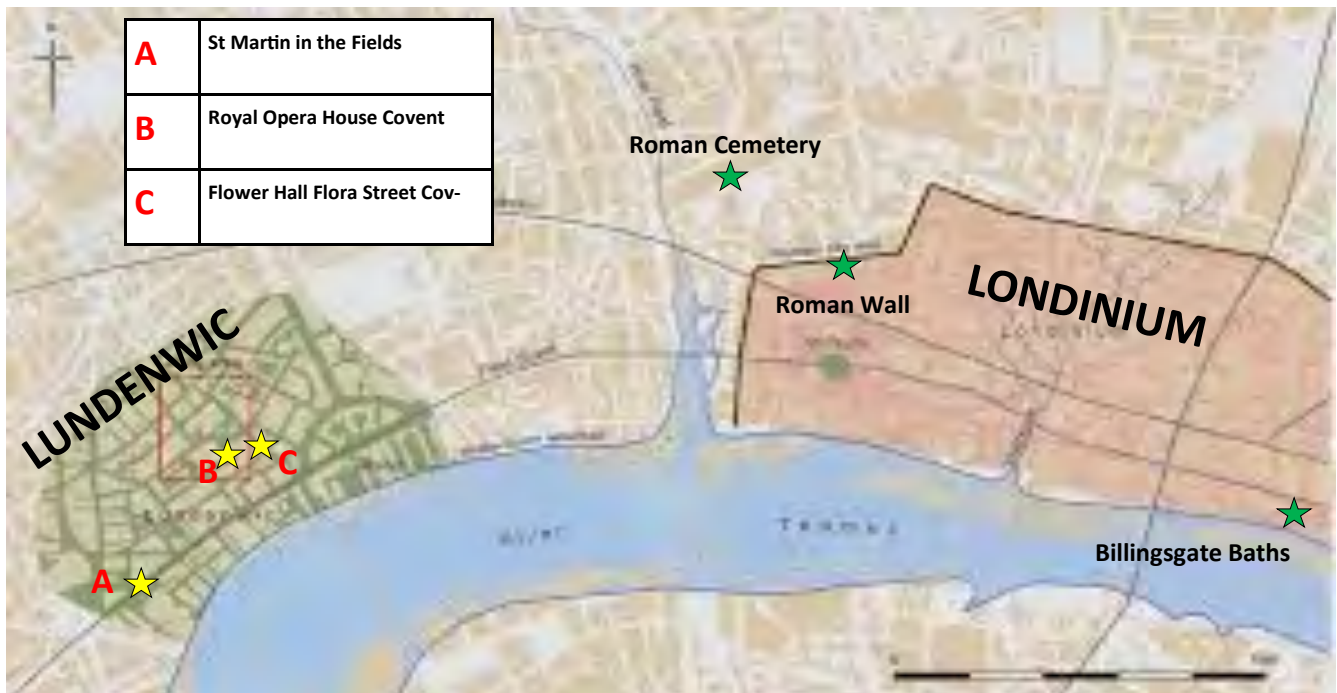 A
St Martin in the Fields
B
Royal Opera House Covent
C
Flower Hall Flora Street Cov-
Roman Cemetery
Roman Wall
LONDINIUM
LUNDENWIC
B
C
A
River
Billingsgate Baths